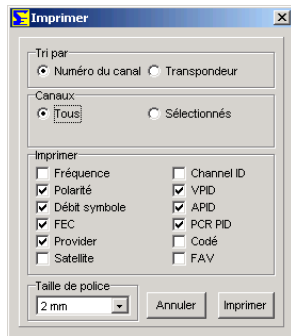 Imprimer
Tri par
Numéro du canal Transpondeur
Canaux
Tous Sélectionnés
Imprimer
Fréquence Channel ID
Polarité VPID
Débit symbole APID
FEC PCR PID
Provider Codé
Satellite FAV
Taille de police
2 mm Annuler Imprimer